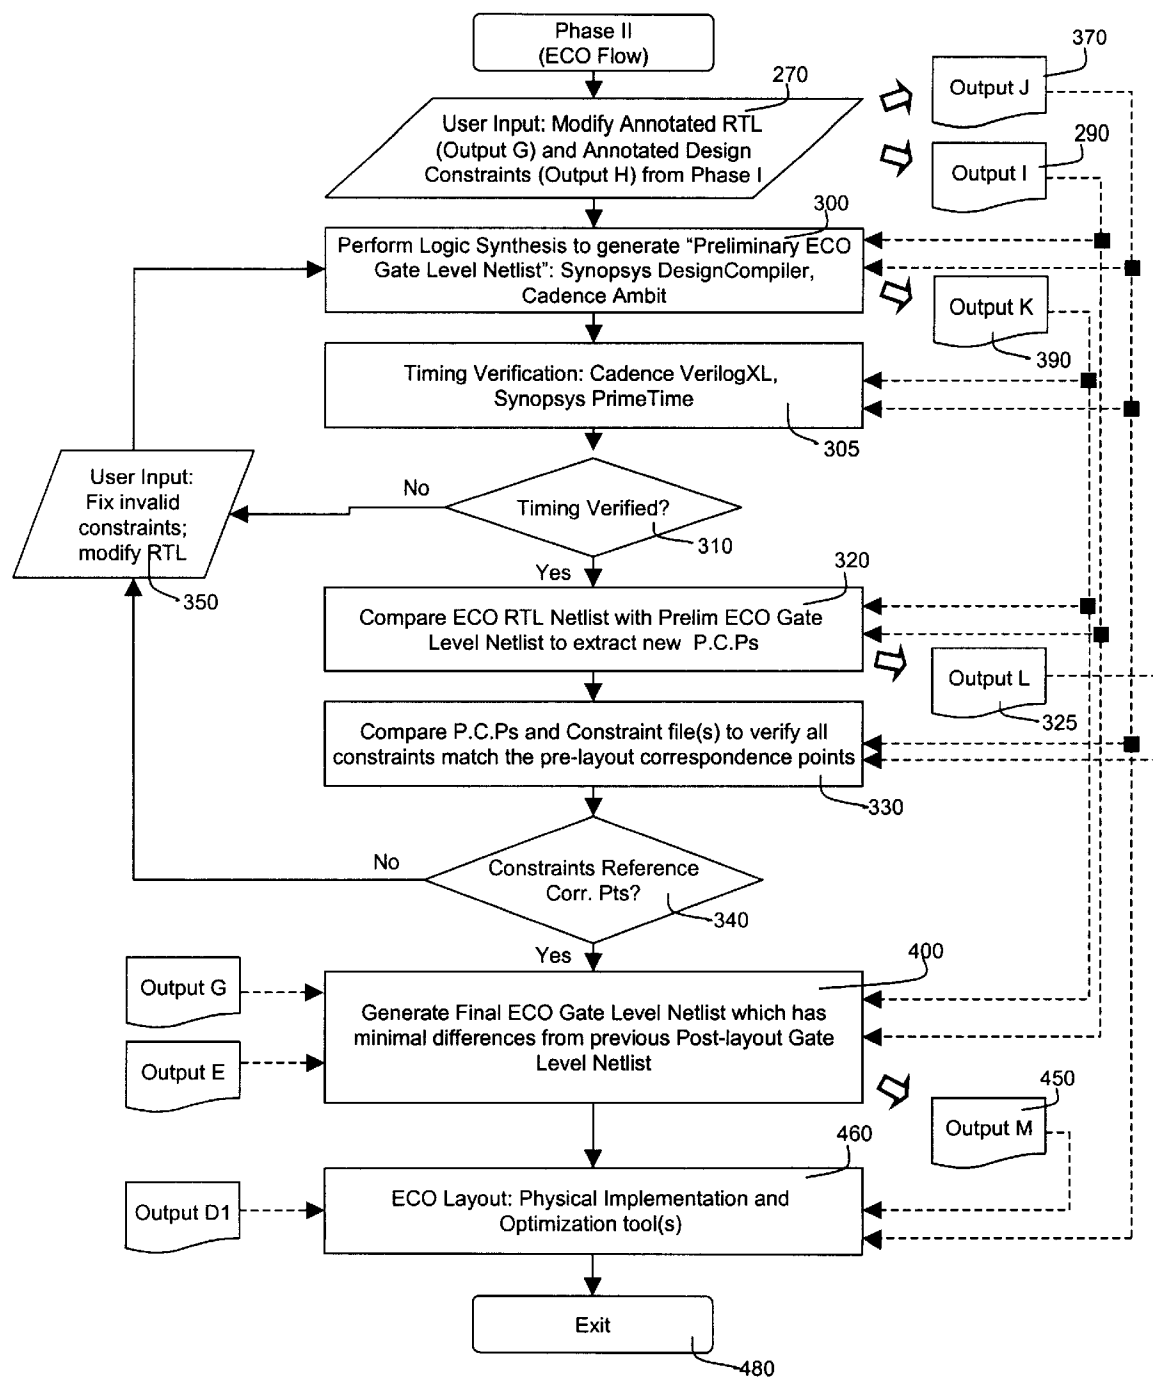 Phase II
(ECO Flow)
270
370
Output J
User Input: Modify Annotated RTL
(Output G) and Annotated Design
Constraints (Output H) from Phase I
290
Output I
300
Perform Logic Synthesis to generate “Preliminary ECO
Gate Level Netlist”: Synopsys DesignCompiler,
Cadence Ambit
Output K
390
Timing Verification: Cadence VerilogXL,
Synopsys PrimeTime
305
User Input:
Fix invalid
constraints;
modify RTL
350
No
Timing Verified?
310
Yes
320
Compare ECO RTL Netlist with Prelim ECO Gate
Level Netlist to extract new P.C.Ps
Output L
325
Compare P.C.Ps and Constraint file(s) to verify all
constraints match the pre-layout correspondence points
330
No
Constraints Reference
Corr. Pts?
340
Yes
400
Output G
Generate Final ECO Gate Level Netlist which has
minimal differences from previous Post-layout Gate
Level Netlist
Output E
450
Output M
460
ECO Layout: Physical Implementation and
Optimization tool(s)
Output D1
Exit
480